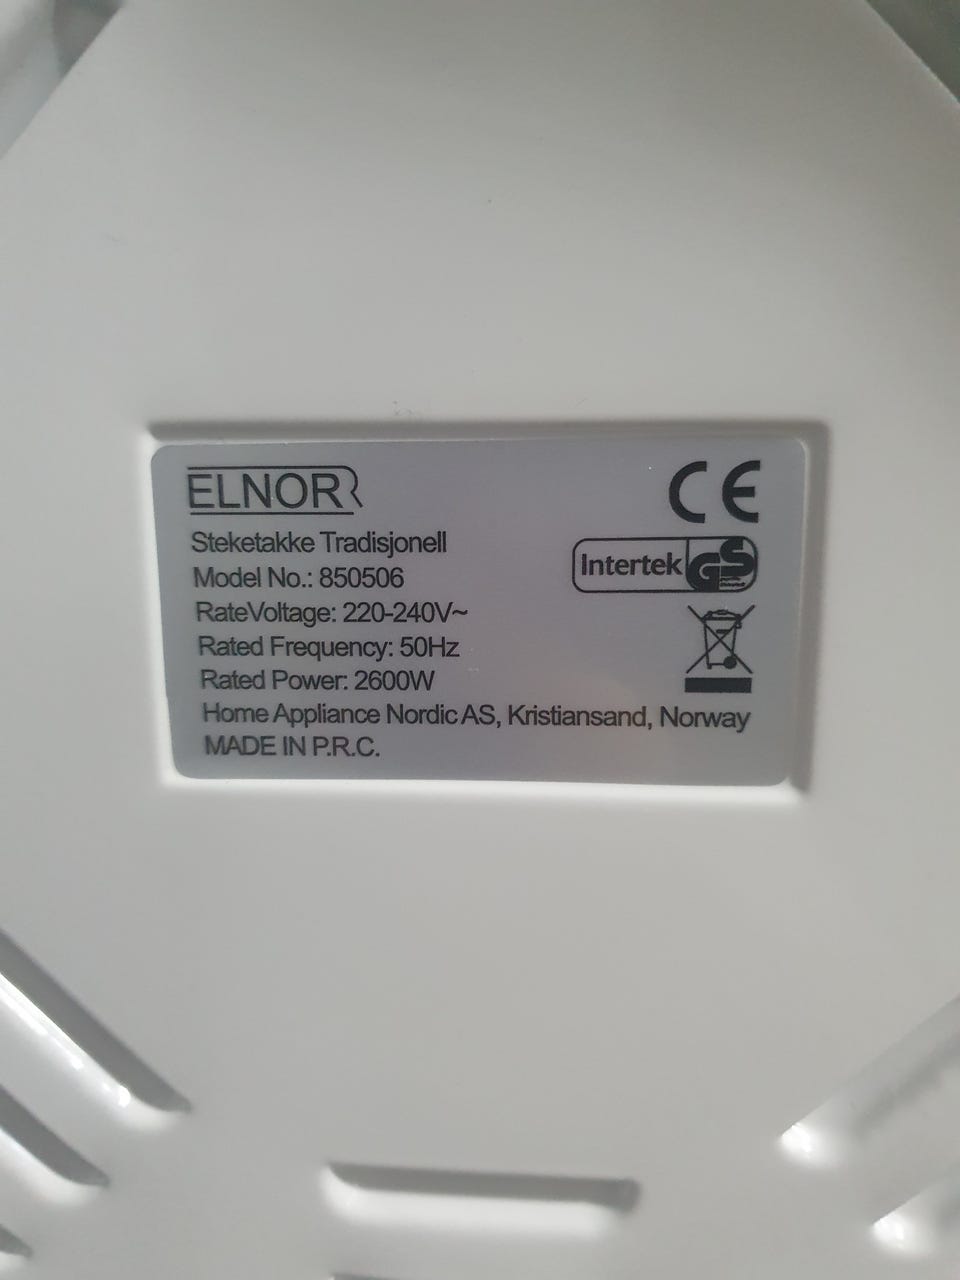 ELNOR
CE
Steketakke Tradisjonell
Intertek GS
Model No.: 850506
RateVoltage: 220-240V~
Rated Frequency: 50Hz
Rated Power: 2600W
Home Appliance Nordic AS, Kristiansand, Norway
MADE IN P.R.C.